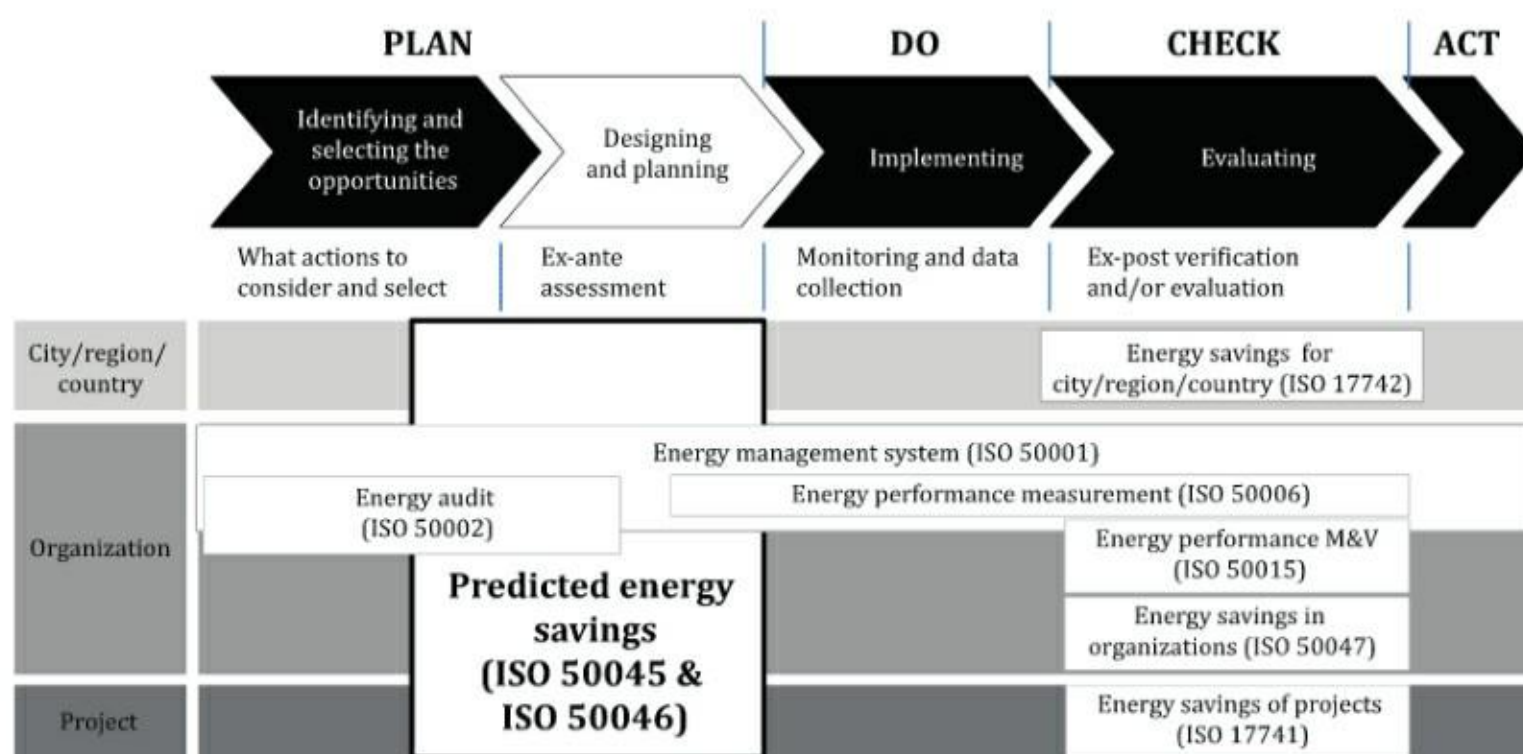 PLAN
DO
CHECK
ACT
Identifying and
selecting the
opportunities
Designing
and planning
Implementing
Evaluating
What actions to
consider and select
Ex-ante
assessment
Monitoring and data
collection
Ex-post verification
and/or evaluation
City/region/
country
Energy savings for
city/region/country (ISO 17742)
Organization
Energy management system (ISO 50001)
Energy audit
(ISO 50002)
Energy performance measurement (ISO 50006)
Energy performance M&V
(ISO 50015)
Predicted energy
savings
(ISO 50045 &
ISO 50046)
Energy savings in
organizations (ISO 50047)
Project
Energy savings of projects
(ISO 17741)